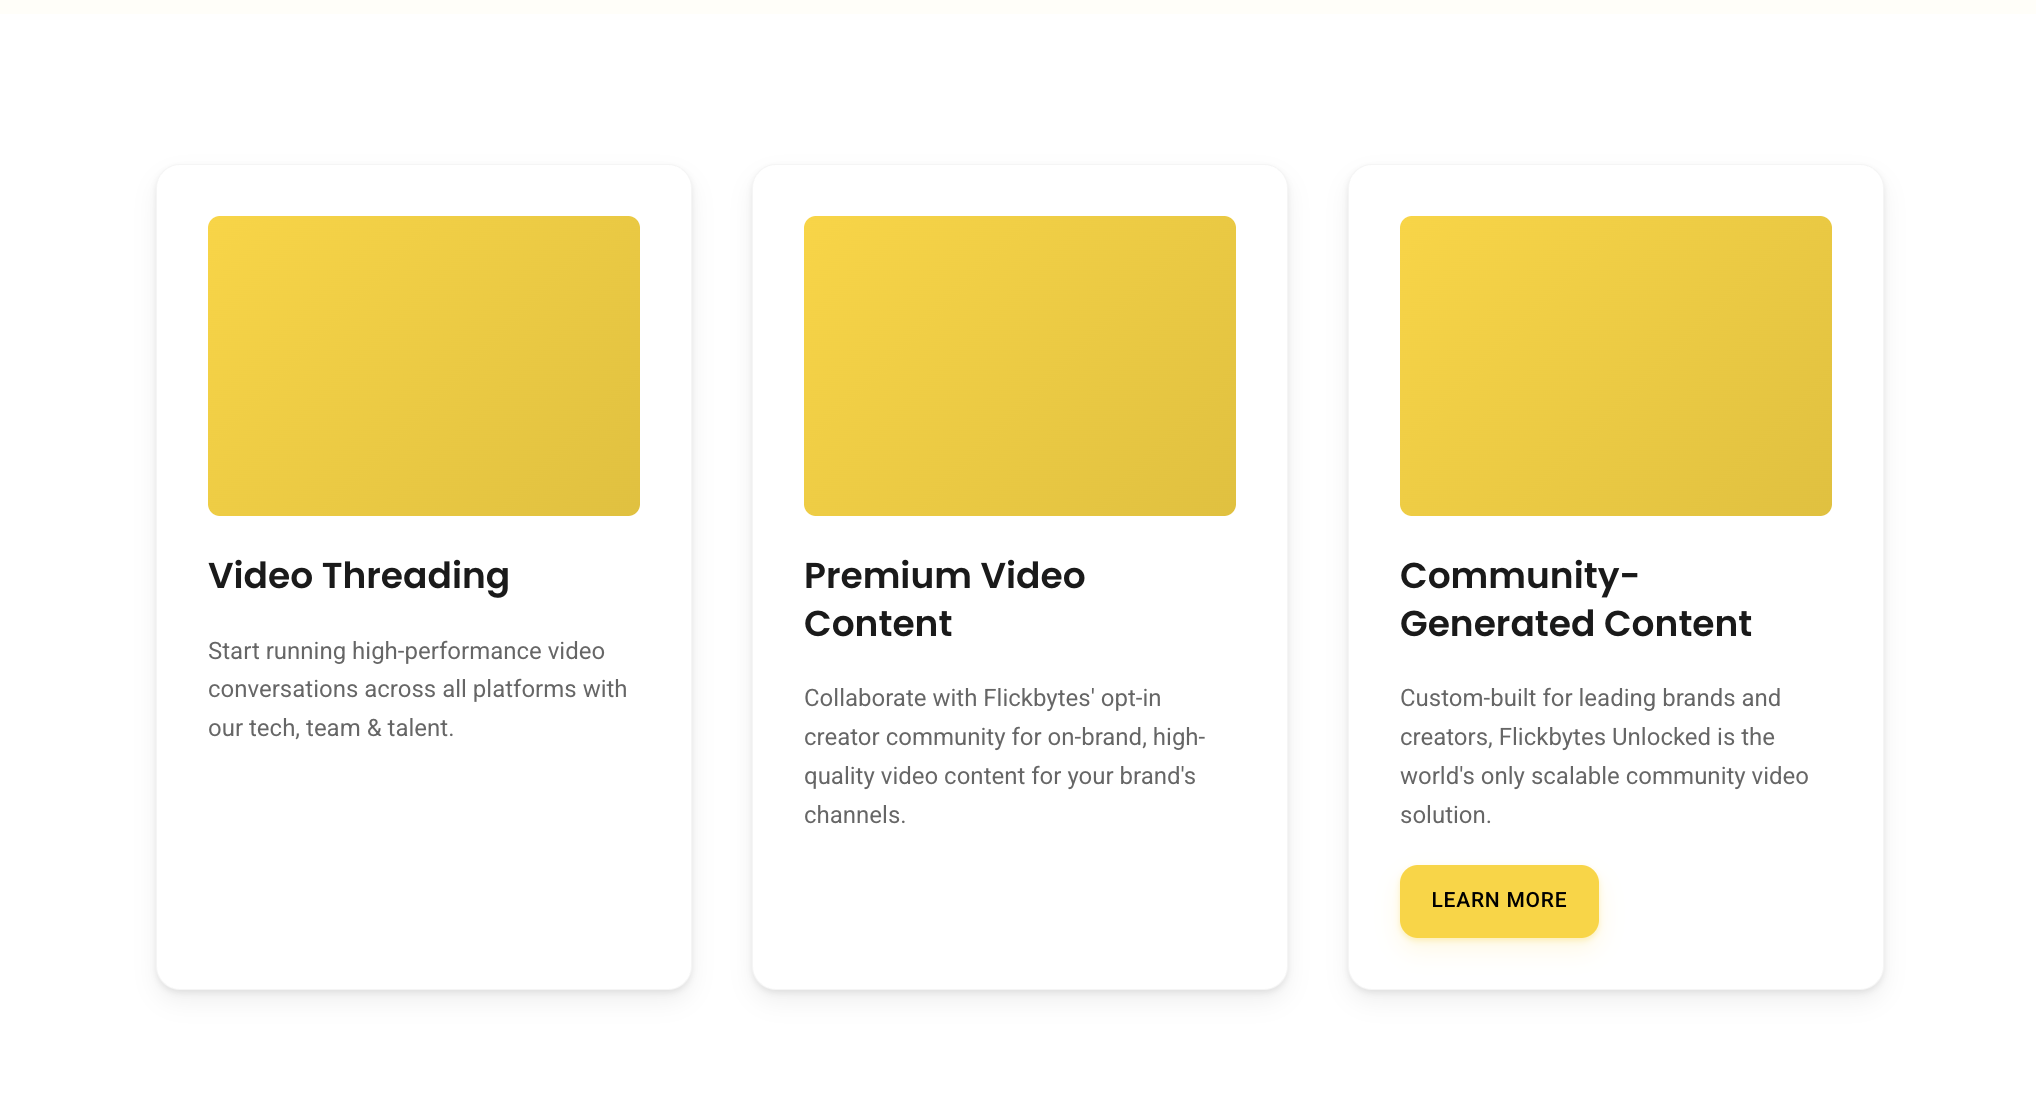 Video Threading
Start running high-performance video
conversations across all platforms with
our tech, team & talent.
Premium Video
Content
Collaborate with Flickbytes' opt-in
creator community for on-brand, high-
quality video content for your brand's
channels.
Community-
Generated Content
Custom-built for leading brands and
creators, Flickbytes Unlocked is the
world's only scalable community video
solution.
LEARN MORE